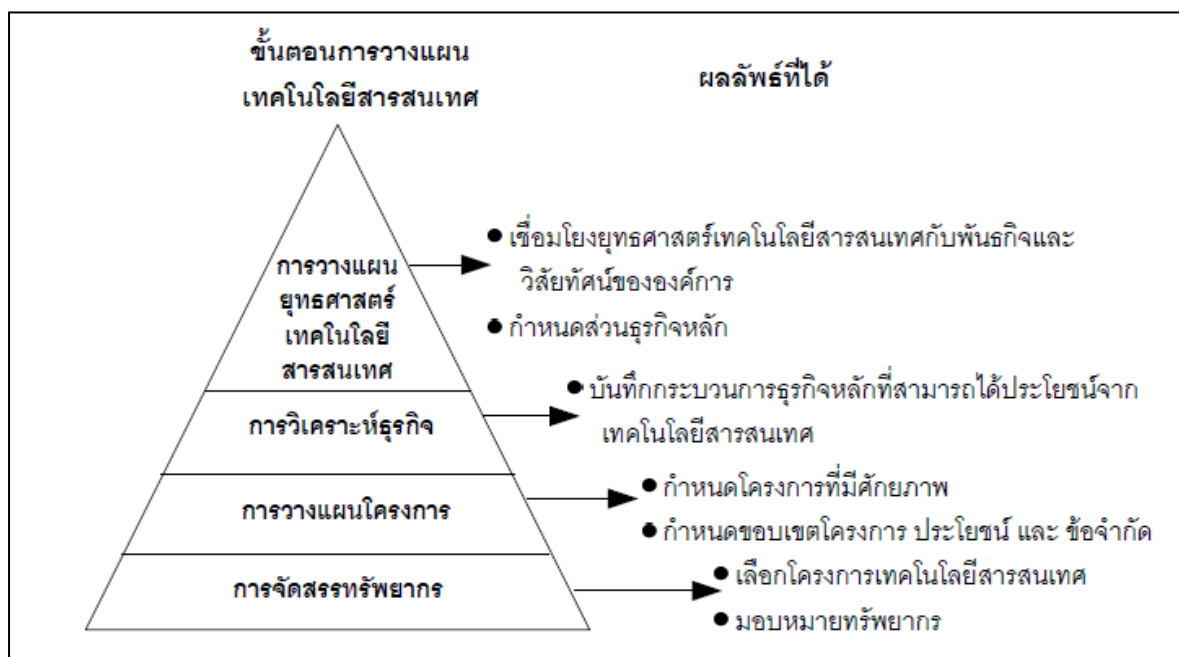 ขั้นตอนการวางแผน
เทคโนโลยีสารสนเทศ
ผลลัพธ์ที่ได้
การวางแผน
ยุทธศาสตร์
เทคโนโลยี
สารสนเทศ
● เชื่อมโยงยุทธศาสตร์เทคโนโลยีสารสนเทศกับพันธกิจและ
วิสัยทัศน์ขององค์การ
● กำหนดส่วนธุรกิจหลัก
การวิเคราะห์ธุรกิจ
● บันทึกกระบวนการธุรกิจหลักที่สามารถได้ประโยชน์จาก
เทคโนโลยีสารสนเทศ
การวางแผนโครงการ
● กำหนดโครงการที่มีศักยภาพ
● กำหนดขอบเขตโครงการ ประโยชน์ และ ข้อจำกัด
การจัดสรรทรัพยากร
● เลือกโครงการเทคโนโลยีสารสนเทศ
● มอบหมายทรัพยากร